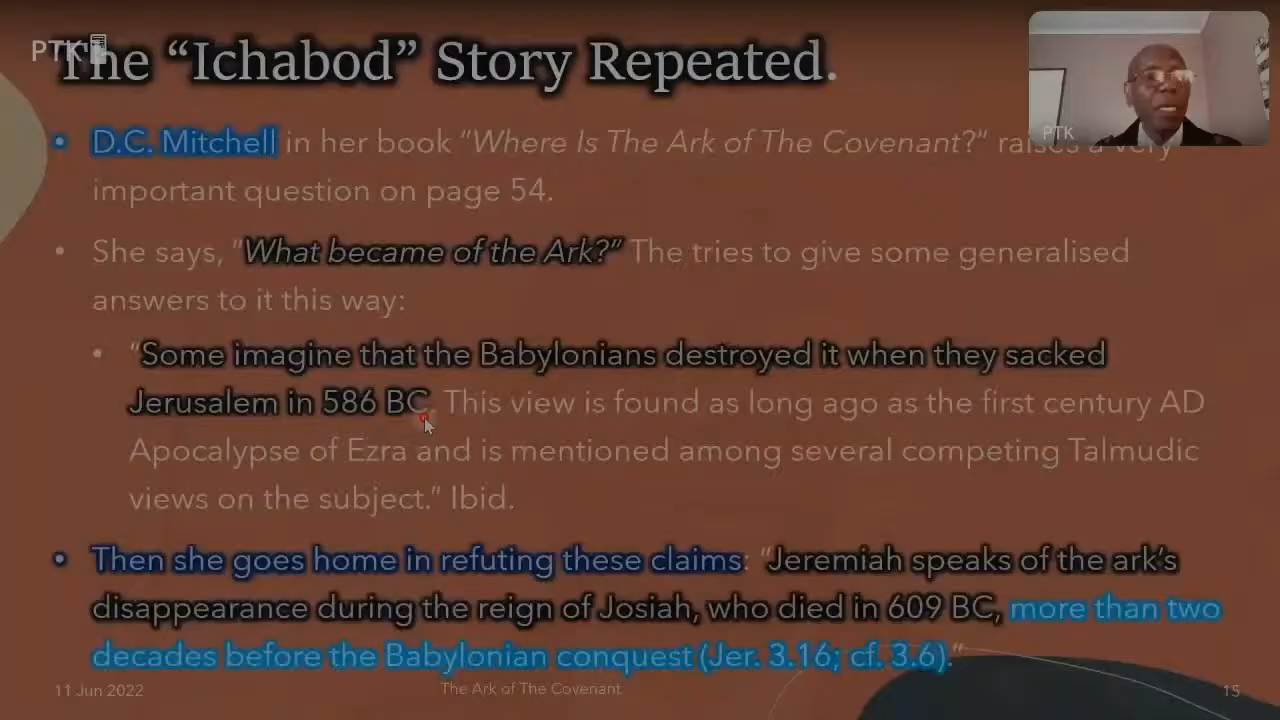 PTK
The “Ichabod” Story Repeated.
PTK
• D.C. Mitchell in her book “Where Is The Ark of The Covenant?” raises a very
important question on page 54.
• She says, “What became of the Ark?” The tries to give some generalised
answers to it this way:
• “Some imagine that the Babylonians destroyed it when they sacked
Jerusalem in 586 BC. This view is found as long ago as the first century AD
Apocalypse of Ezra and is mentioned among several competing Talmudic
views on the subject.” Ibid.
• Then she goes home in refuting these claims: “Jeremiah speaks of the ark’s
disappearance during the reign of Josiah, who died in 609 BC, more than two
decades before the Babylonian conquest (Jer. 3.16; cf. 3.6).”
11 Jun 2022
The Ark of The Covenant.
15